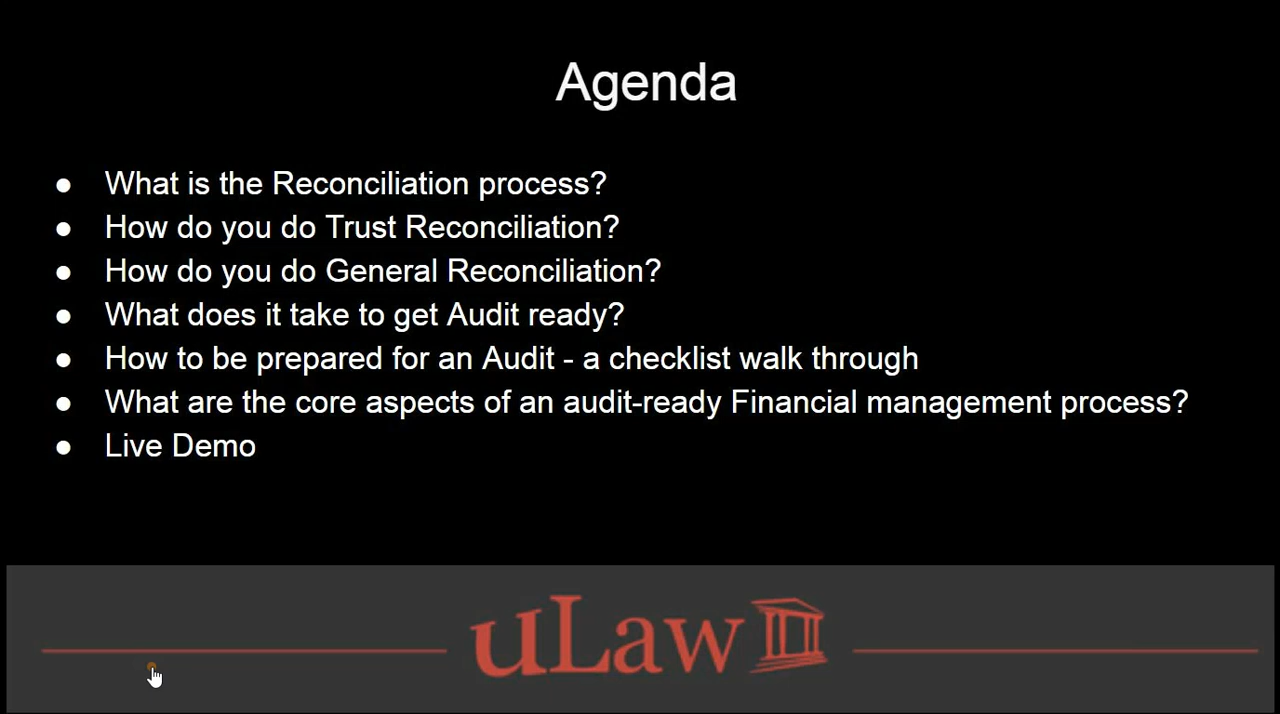 Agenda
● What is the Reconciliation process?
● How do you do Trust Reconciliation?
● How do you do General Reconciliation?
● What does it take to get Audit ready?
● How to be prepared for an Audit - a checklist walk through
● What are the core aspects of an audit-ready Financial management process?
● Live Demo
uLaw